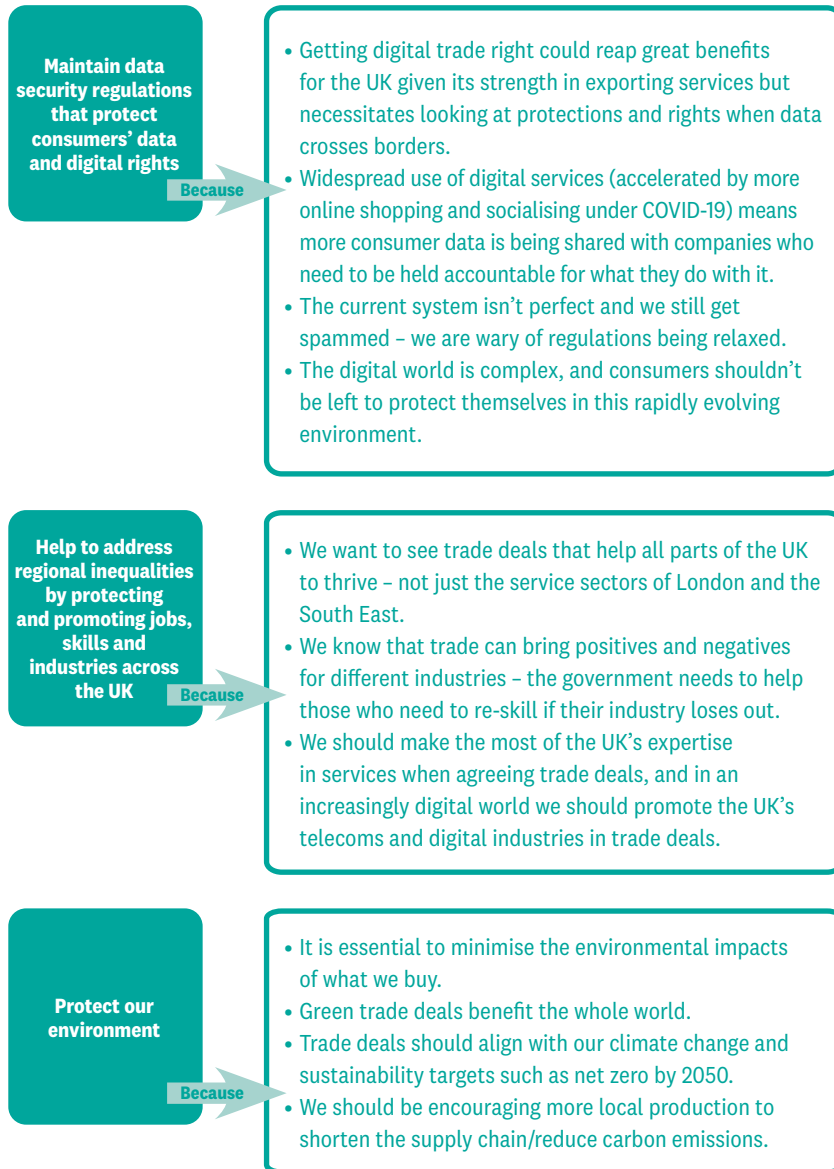 Maintain data
security regulations
that protect
consumers’ data
and digital rights
Because
• Getting digital trade right could reap great benefits
for the UK given its strength in exporting services but
necessitates looking at protections and rights when data
crosses borders.
• Widespread use of digital services (accelerated by more
online shopping and socialising under COVID-19) means
more consumer data is being shared with companies who
need to be held accountable for what they do with it.
• The current system isn’t perfect and we still get
spammed – we are wary of regulations being relaxed.
• The digital world is complex, and consumers shouldn’t
be left to protect themselves in this rapidly evolving
environment.
Help to address
regional inequalities
by protecting
and promoting jobs,
skills and
industries across
the UK
Because
• We want to see trade deals that help all parts of the UK
to thrive – not just the service sectors of London and the
South East.
• We know that trade can bring positives and negatives
for different industries – the government needs to help
those who need to re-skill if their industry loses out.
• We should make the most of the UK’s expertise
in services when agreeing trade deals, and in an
increasingly digital world we should promote the UK’s
telecoms and digital industries in trade deals.
Protect our
environment
Because
• It is essential to minimise the environmental impacts
of what we buy.
• Green trade deals benefit the whole world.
• Trade deals should align with our climate change and
sustainability targets such as net zero by 2050.
• We should be encouraging more local production to
shorten the supply chain/reduce carbon emissions.